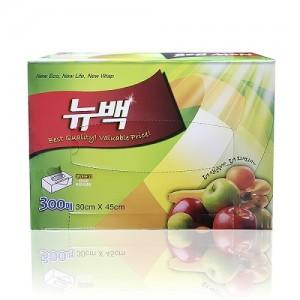 New Eco, New Life, New Wrap
뉴백
Best Quality! Valuable Price!
300매 30cm X 45cm